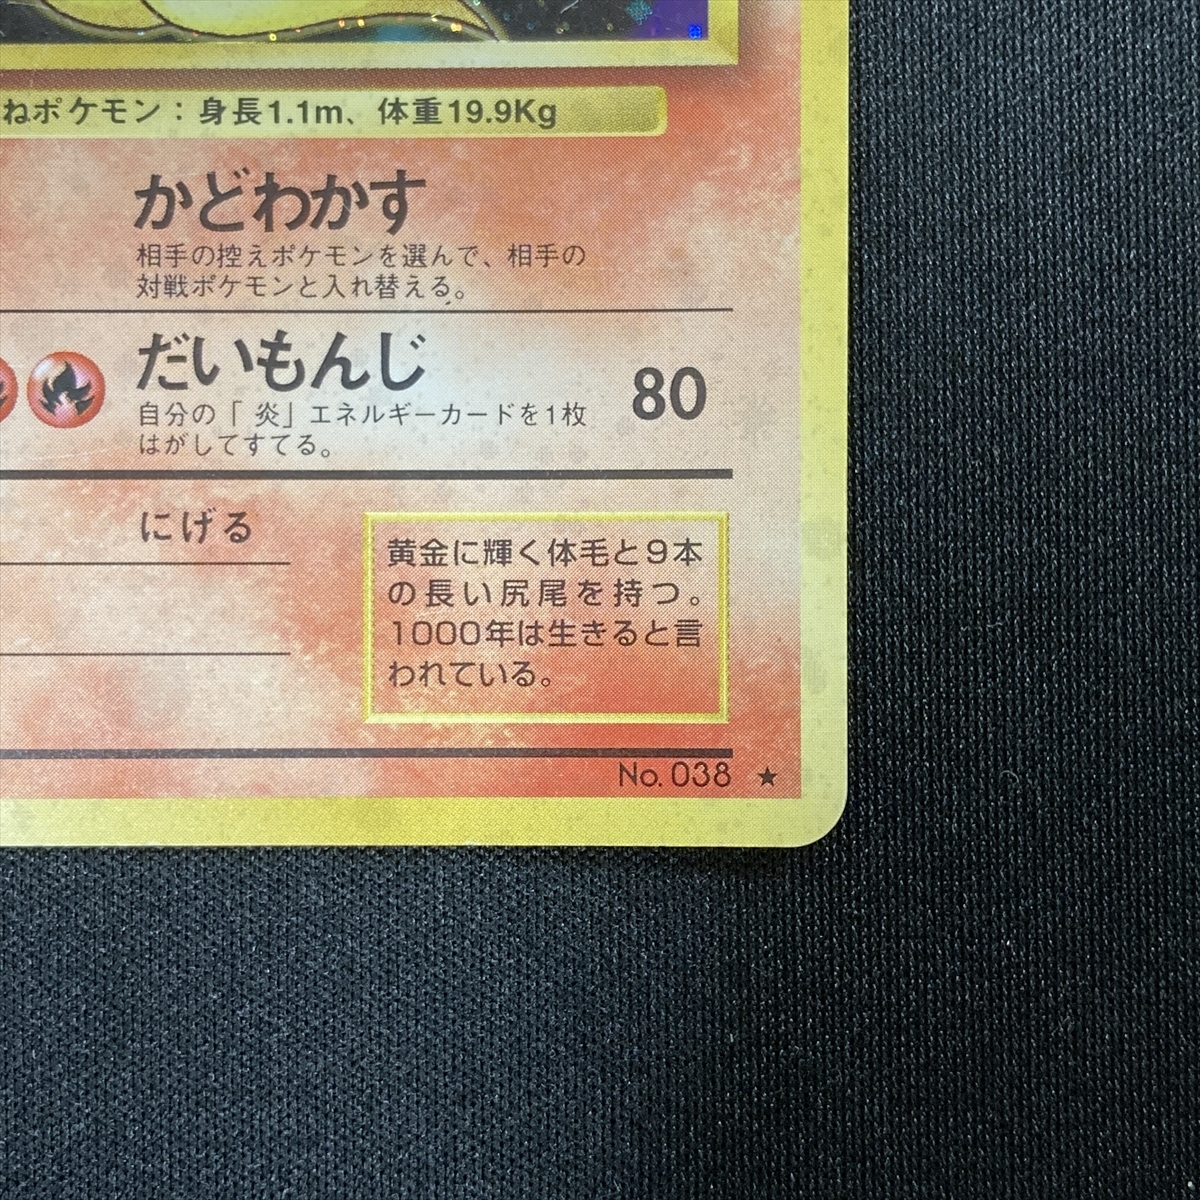 ねポケモン：身長1.1m、体重19.9Kg
かどわかす
相手の控えポケモンを選んで、相手の
対戦ポケモンと入れ替える。
だいもんじ
80
自分の「炎」エネルギーカードを1枚
はがしてすてる。
にげる
黄金に輝く体毛と9本
の長い尻尾を持つ。
1000年は生きると言
われている。
No. 038 ★